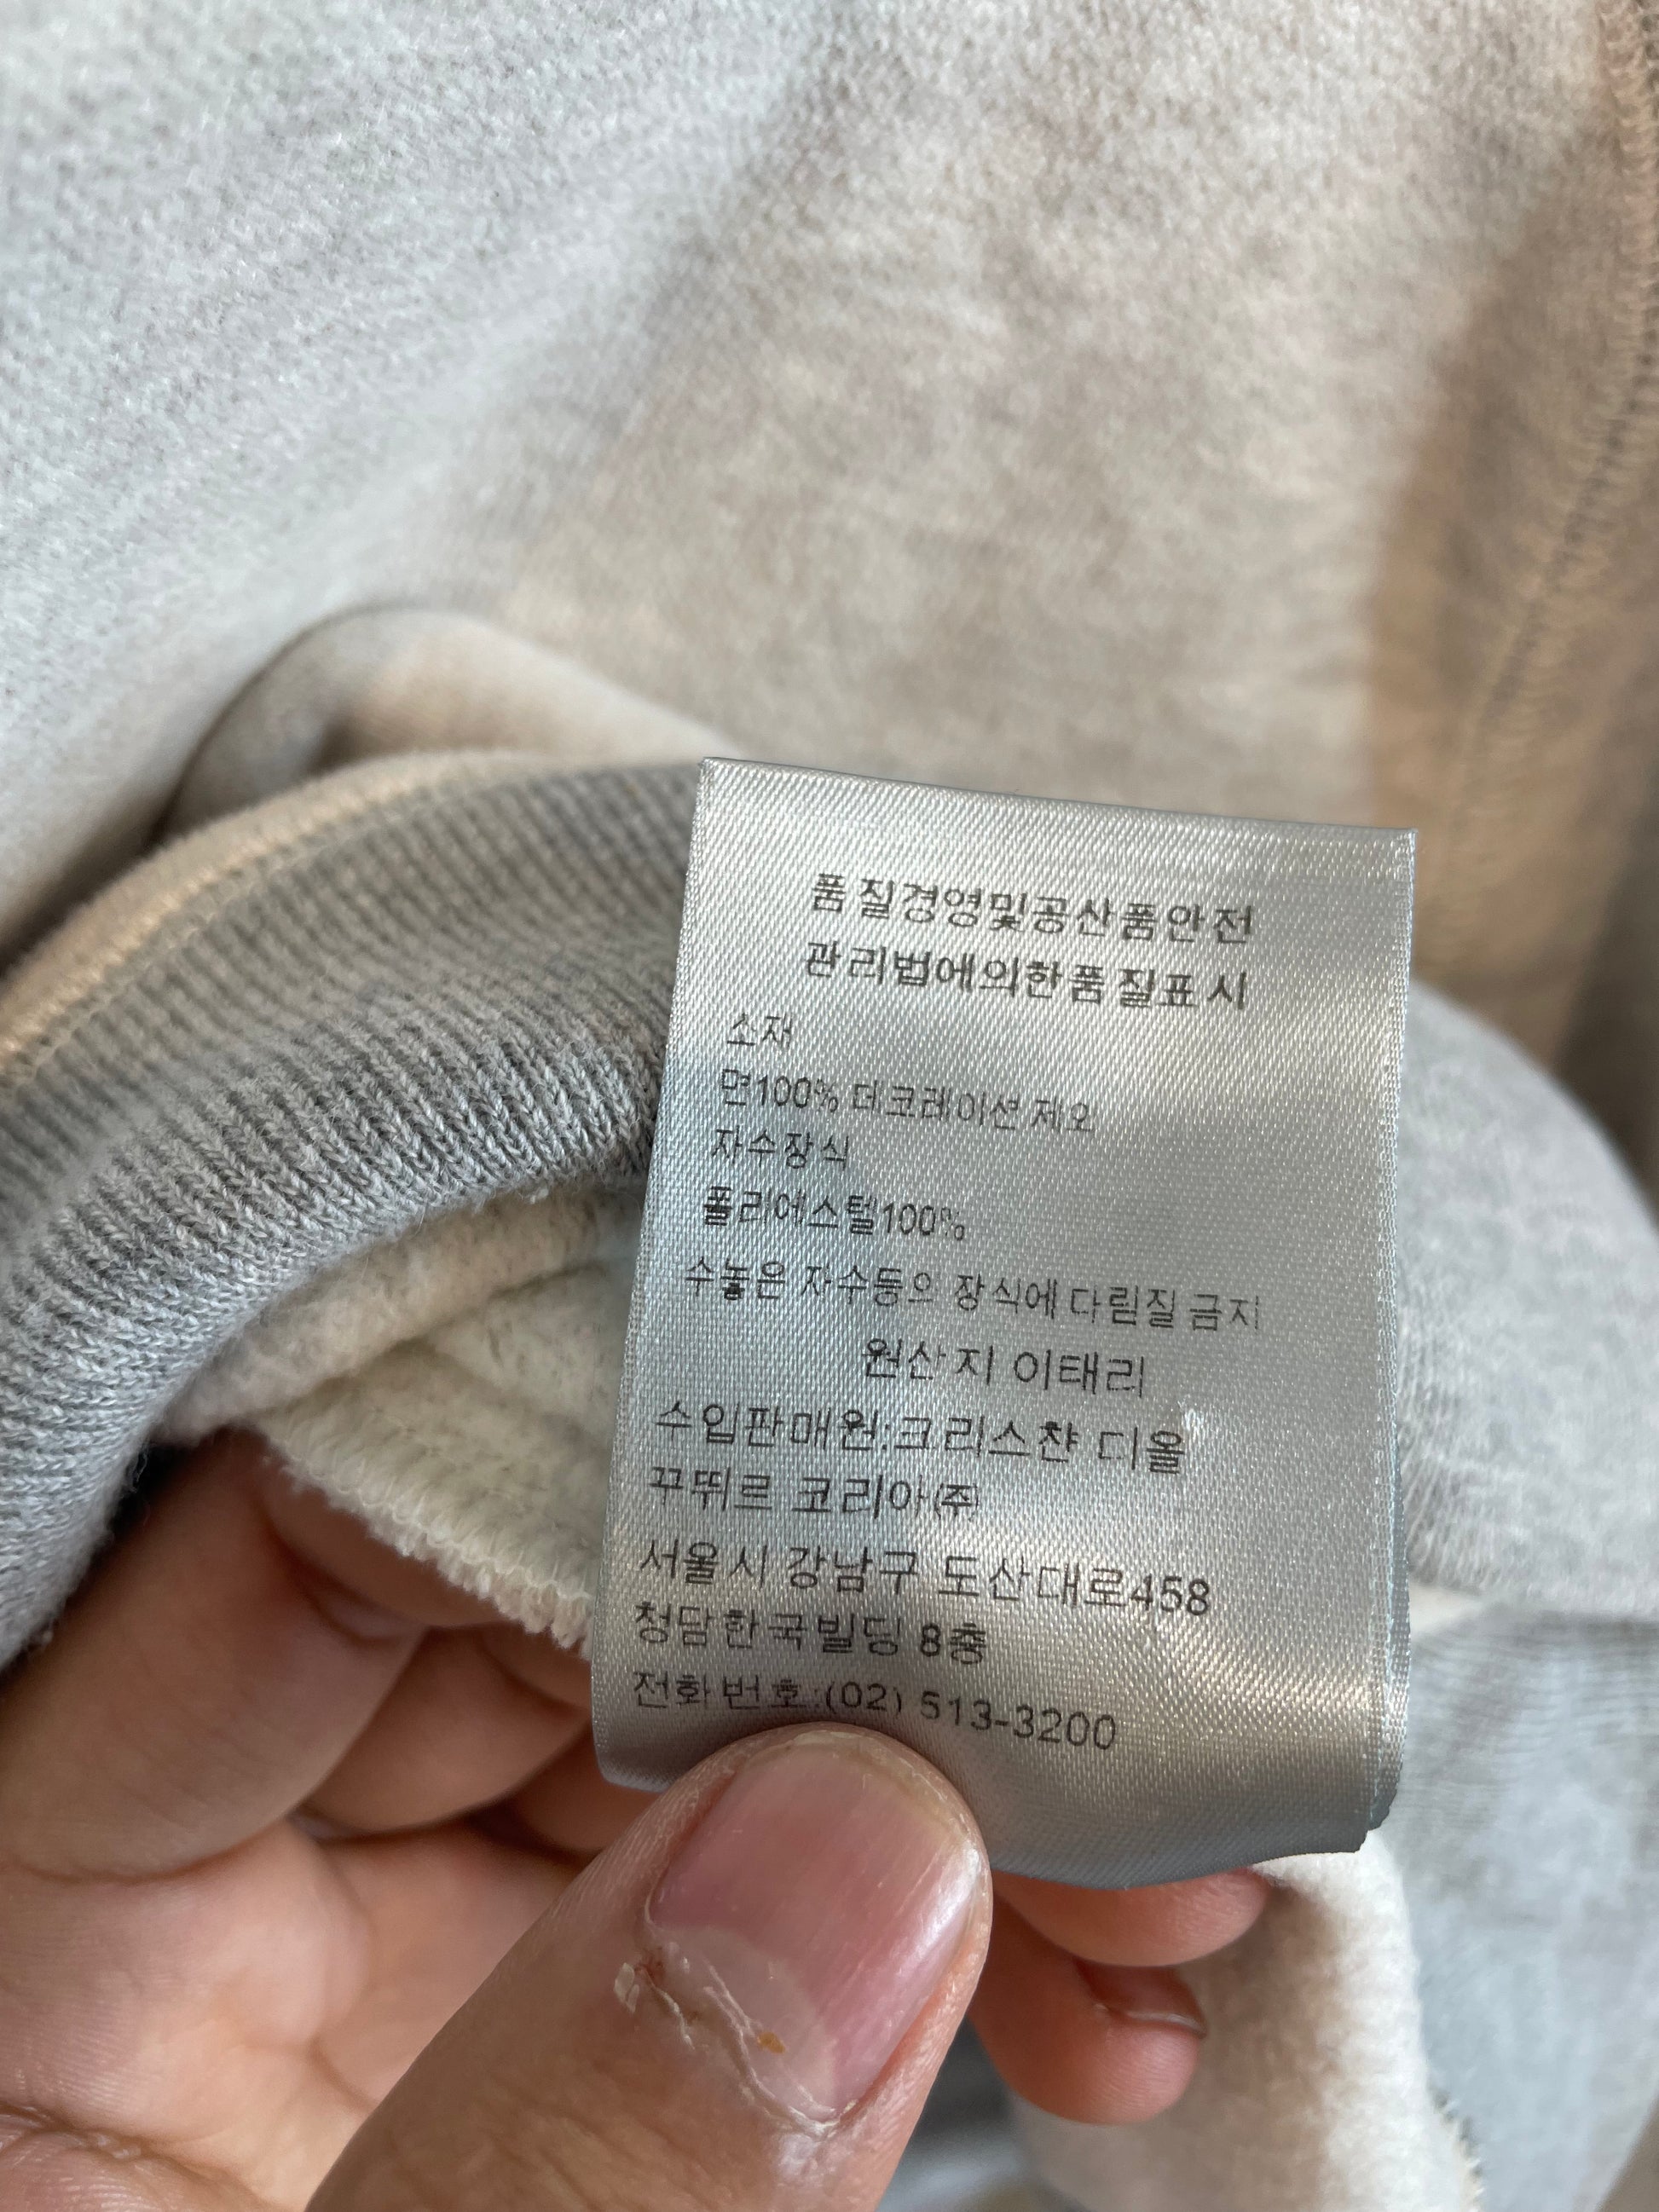 품질경영및공산품안전
관리법에의한품질표시
소재
면100% 데코레이션 제외
자수장식
폴리에스털100%
수놓은 자수등의 장식에 다림질 금지
원산지 이태리
수입판매원:크리스챤 디올
꾸뛰르 코리아(주)
서울시 강남구 도산대로458
청담한국빌딩 8층
전화번호:(02) 513-3200